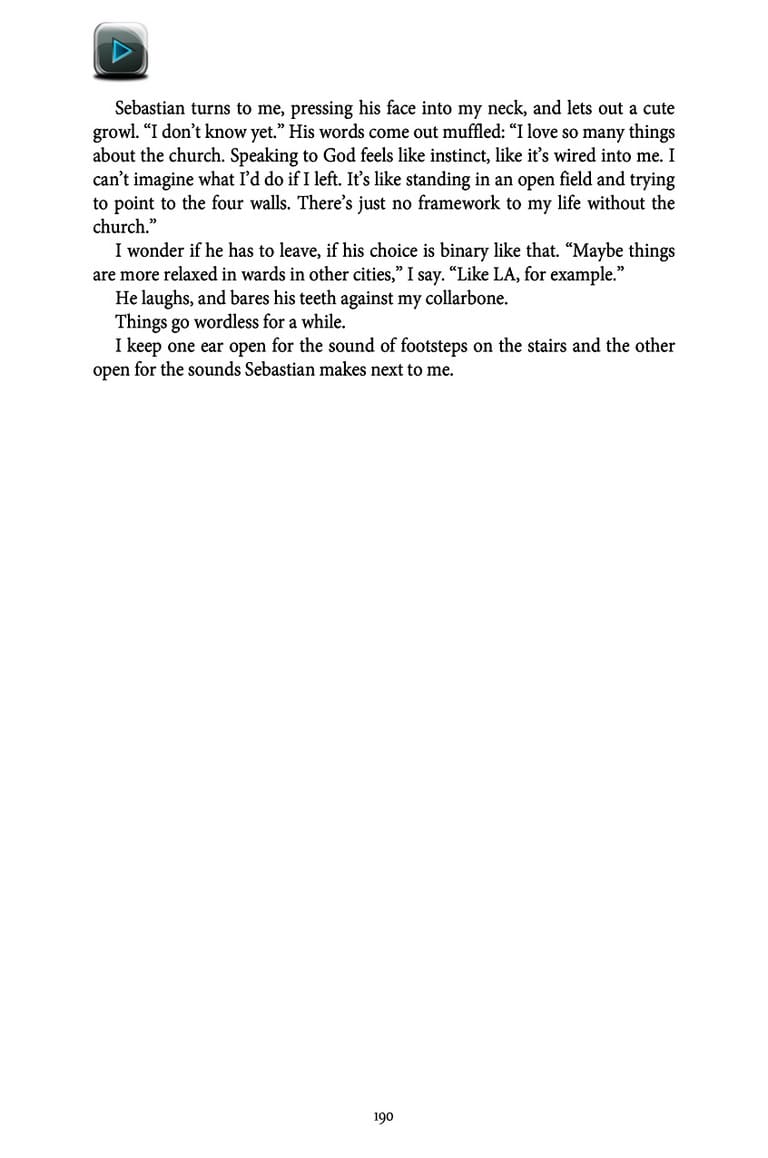 Sebastian turns to me, pressing his face into my neck, and lets out a cute
growl. “I don’t know yet.” His words come out muffled: “I love so many things
about the church. Speaking to God feels like instinct, like it’s wired into me. I
can’t imagine what I’d do if I left. It’s like standing in an open field and trying
to point to the four walls. There’s just no framework to my life without the
church.”
I wonder if he has to leave, if his choice is binary like that. “Maybe things
are more relaxed in wards in other cities,” I say. “Like LA, for example.”
He laughs, and bares his teeth against my collarbone.
Things go wordless for a while.
I keep one ear open for the sound of footsteps on the stairs and the other
open for the sounds Sebastian makes next to me.
190